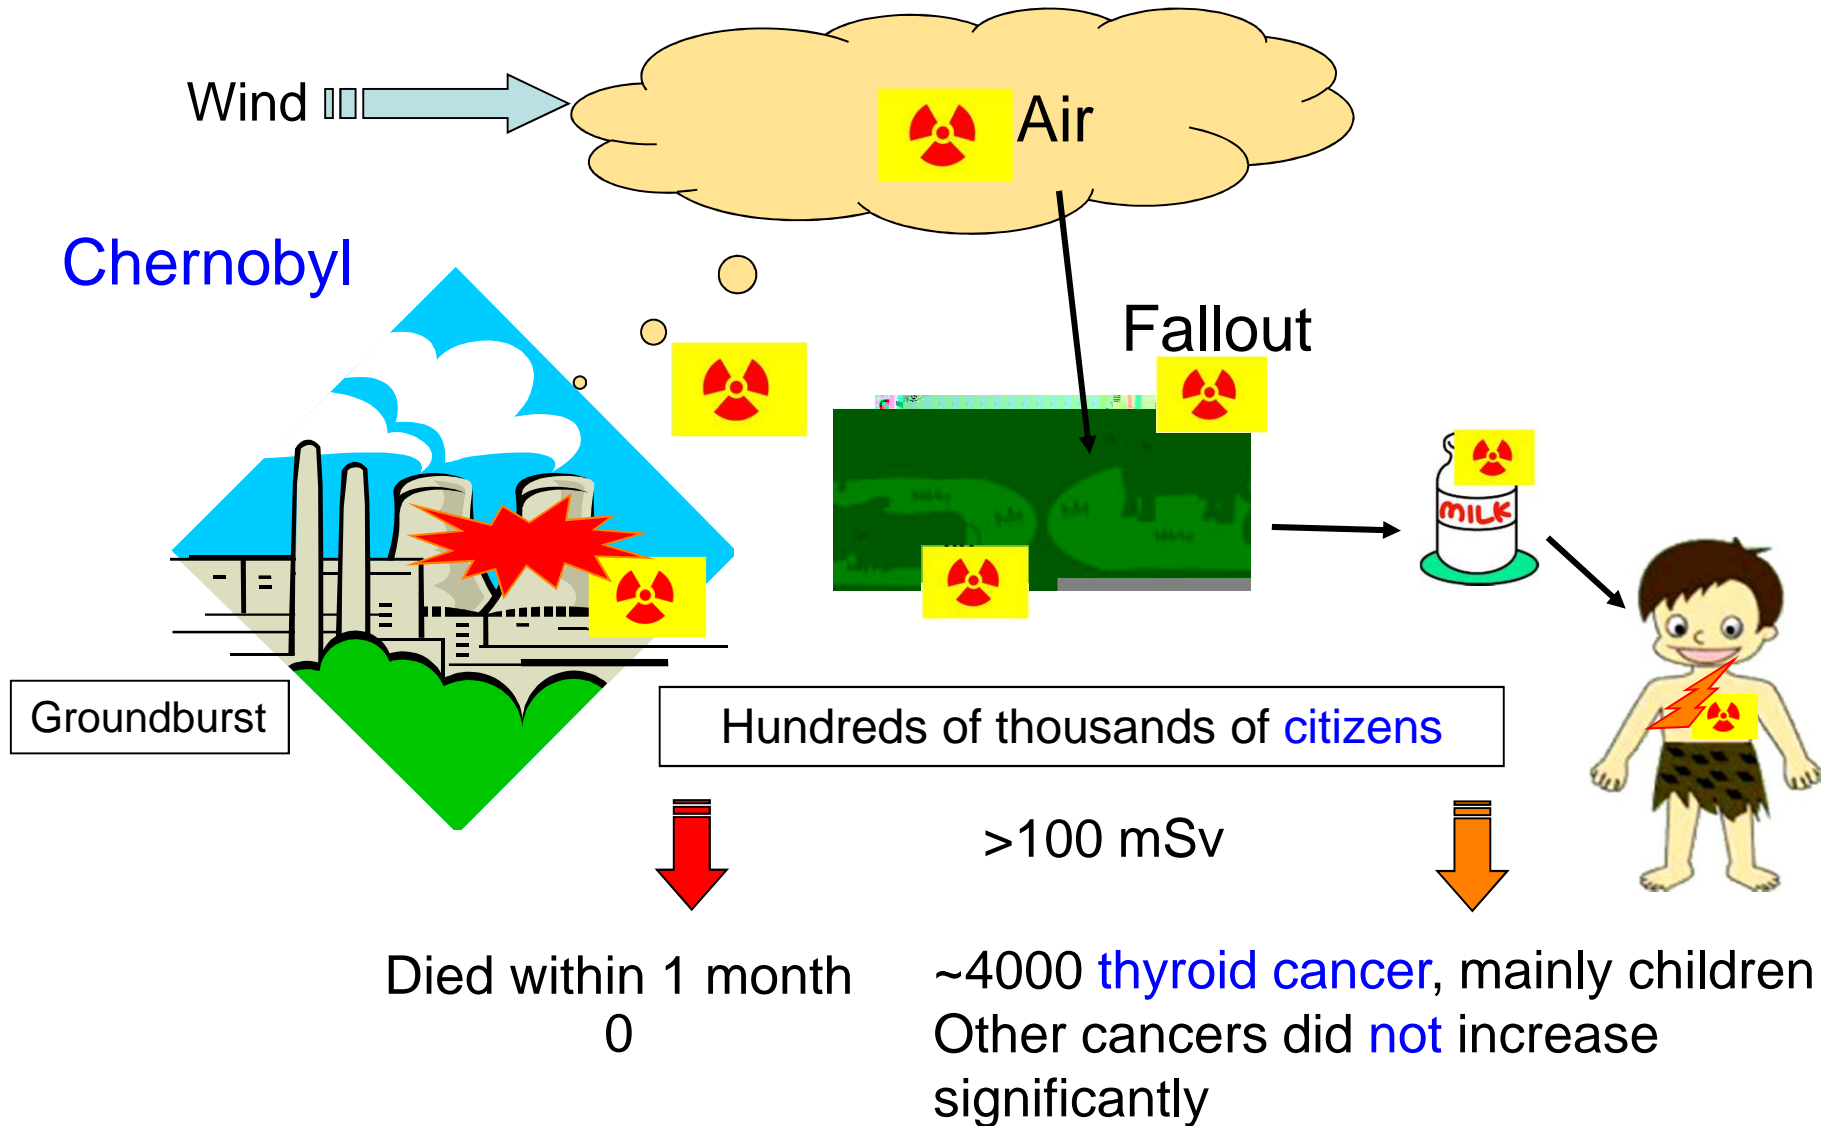 Wind
Air
Chernobyl
Fallout
MILK
Groundburst
Hundreds of thousands of citizens
>100 mSv
Died within 1 month
0
~4000 thyroid cancer, mainly children
Other cancers did not increase
significantly